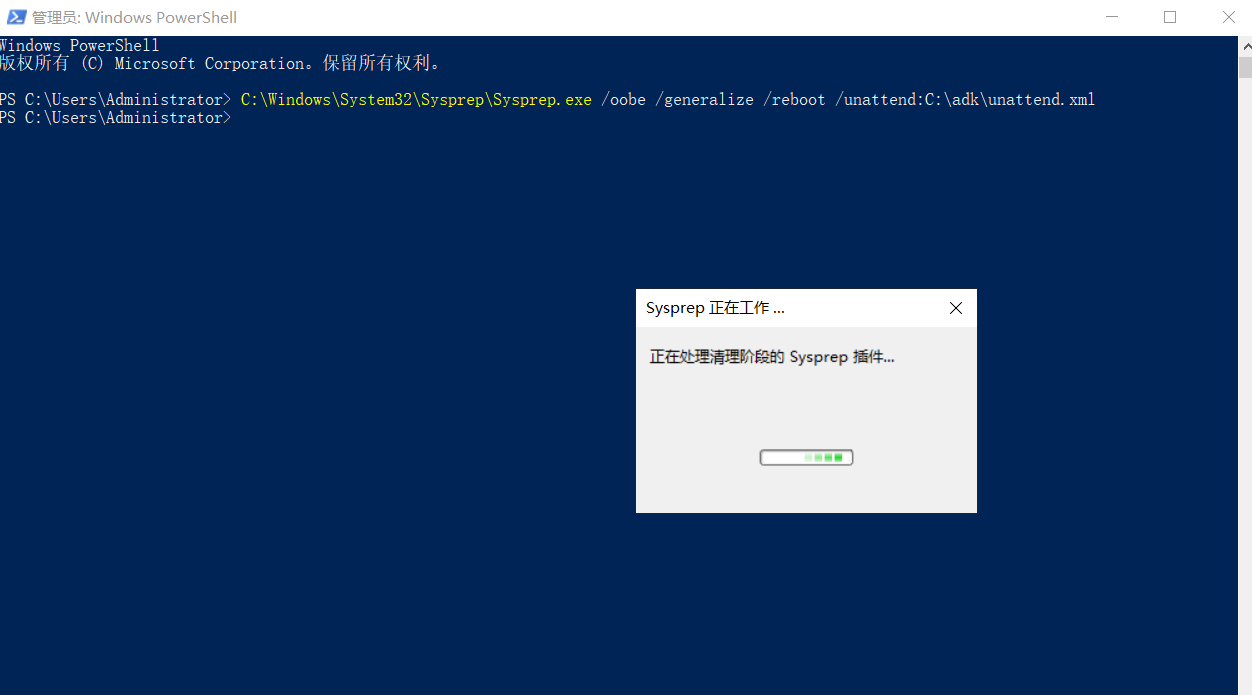 管理员: Windows PowerShell
Windows PowerShell
版权所有 (C) Microsoft Corporation。保留所有权利。
PS C:\Users\Administrator> C:\Windows\System32\Sysprep\Sysprep.exe /oobe /generalize /reboot /unattend:C:\adk\unattend.xml
PS C:\Users\Administrator>
Sysprep 正在工作 ...
正在处理清理阶段的 Sysprep 插件...